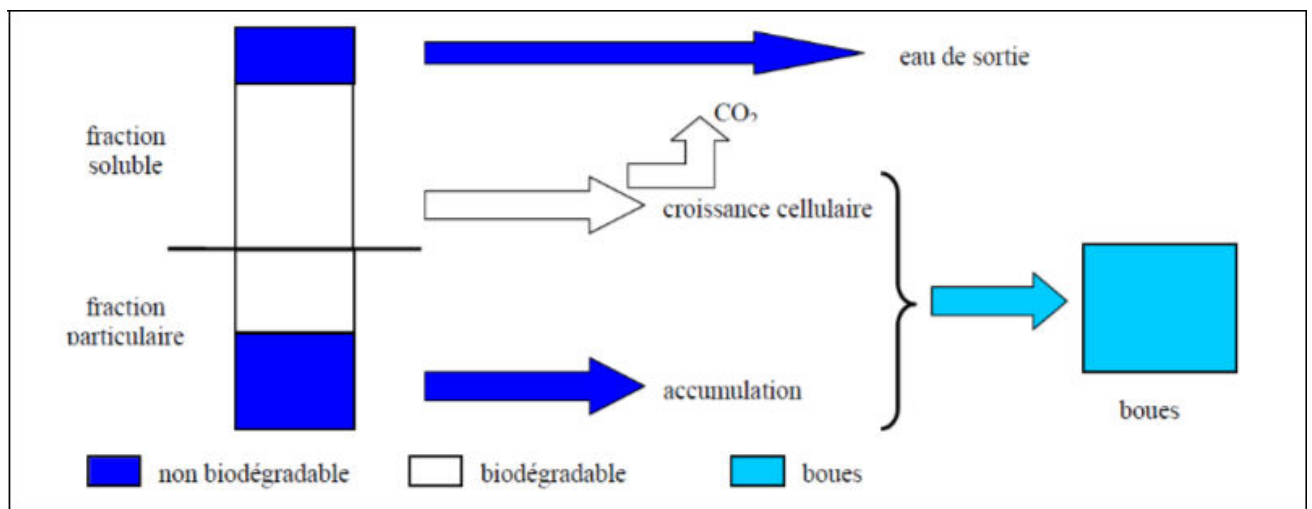 eau de sortie
CO2
fraction
soluble
croissance cellulaire
fraction
particulaire
accumulation
boues
non biodégradable
biodégradable
boues